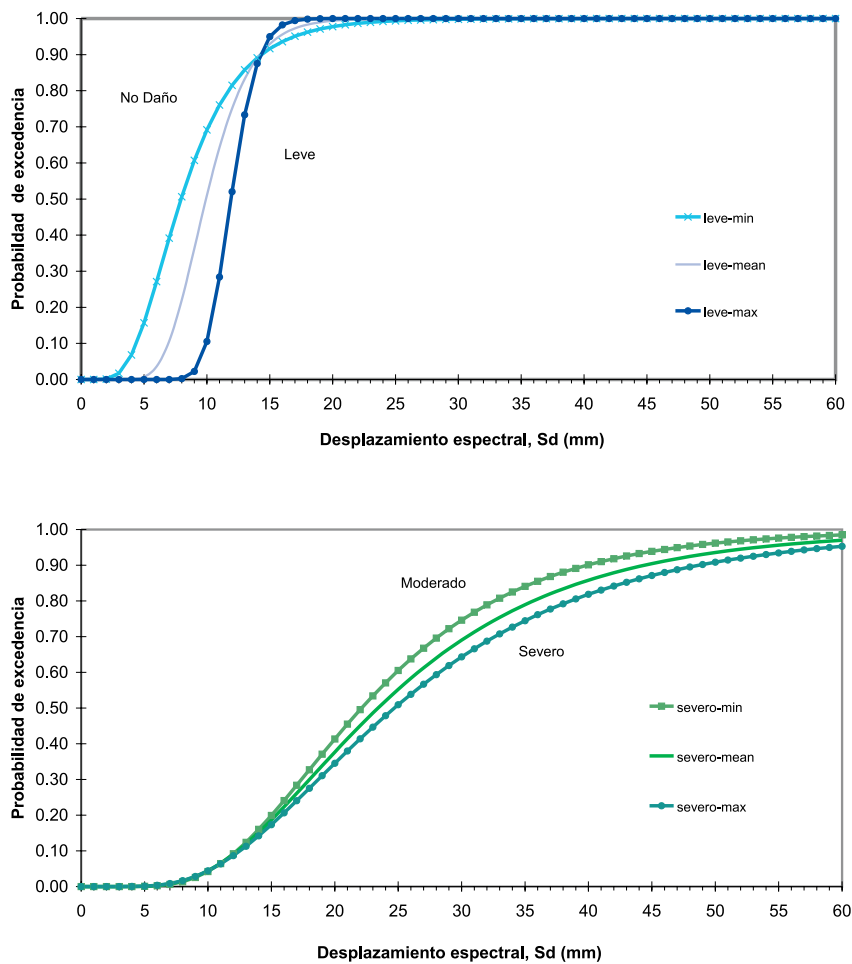 1.00
0.90
0.80
0.70
0.60
0.50
0.40
0.30
0.20
0.10
0.00
Probabildad de excedencia
No Daño
Leve
leve-min
leve-mean
leve-max
0 5 10 15 20 25 30 35 40 45 50 55 60
Desplazamiento espectral, Sd (mm)
1.00
0.90
0.80
0.70
0.60
0.50
0.40
0.30
0.20
0.10
0.00
Probabilidad de excedencia
Moderado
Severo
severo-min
severo-mean
severo-max
0 5 10 15 20 25 30 35 40 45 50 55 60
Desplazamiento espectral, Sd (mm)